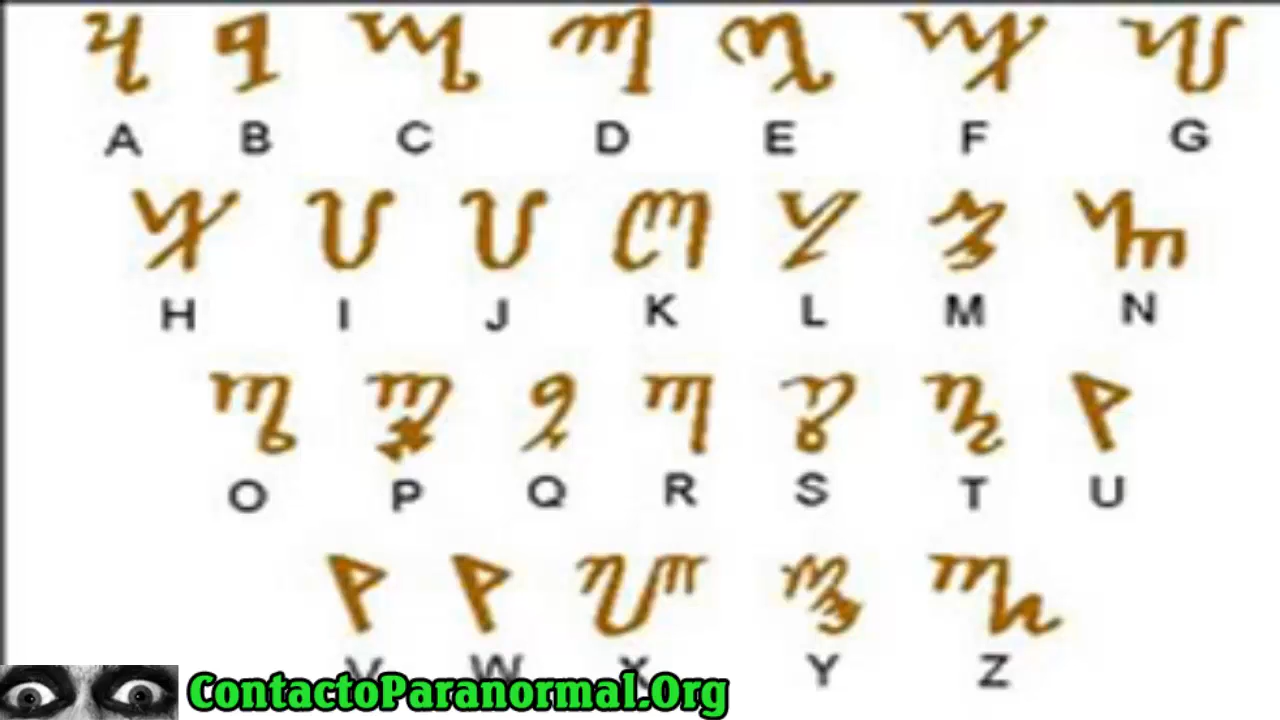 A B C D E F G
H I J K L M N
O P Q R S T U
V W X Y Z
ContactoParanormal.Org